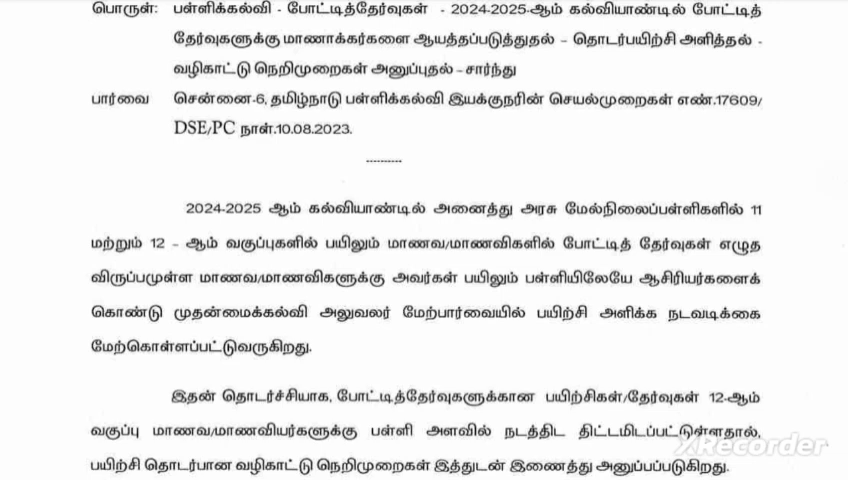 பொருள்: பள்ளிக்கல்வி - போட்டித்தேர்வுகள் - 2024-2025-ஆம் கல்வியாண்டில் போட்டித்
தேர்வுகளுக்கு மாணாக்கர்களை ஆயத்தப்படுத்துதல் – தொடர்பயிற்சி அளித்தல் -
வழிகாட்டு நெறிமுறைகள் அனுப்புதல் – சார்ந்து
பார்வை சென்னை-6, தமிழ்நாடு பள்ளிக்கல்வி இயக்குநரின் செயல்முறைகள் எண்.17609/
DSE/PC நாள்.10.08.2023.
----------
2024-2025 ஆம் கல்வியாண்டில் அனைத்து அரசு மேல்நிலைப்பள்ளிகளில் 11
மற்றும் 12 – ஆம் வகுப்புகளில் பயிலும் மாணவ/மாணவிகளில் போட்டித் தேர்வுகள் எழுத
விருப்பமுள்ள மாணவ/மாணவிகளுக்கு அவர்கள் பயிலும் பள்ளியிலேயே ஆசிரியர்களைக்
கொண்டு முதன்மைக்கல்வி அலுவலர் மேற்பார்வையில் பயிற்சி அளிக்க நடவடிக்கை
மேற்கொள்ளப்பட்டுவருகிறது.
இதன் தொடர்ச்சியாக, போட்டித்தேர்வுகளுக்கான பயிற்சிகள்/தேர்வுகள் 12-ஆம்
வகுப்பு மாணவ/மாணவியர்களுக்கு பள்ளி அளவில் நடத்திட திட்டமிடப்பட்டுள்ளதால்,
பயிற்சி தொடர்பான வழிகாட்டு நெறிமுறைகள் இத்துடன் இணைத்து அனுப்பப்படுகிறது.
XRecorder